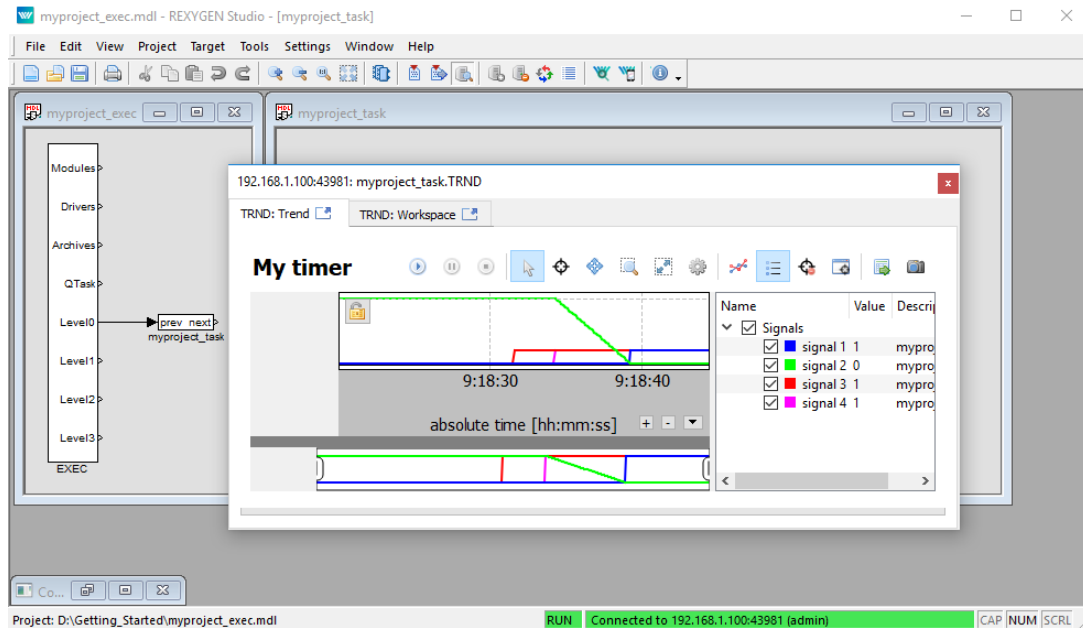 myproject_exec.mdl - REXYGEN Studio - [myproject_task]
File Edit View Project Target Tools Settings Window Help
myproject_exec
myproject_task
Modules
Drivers
Archives
QTask
Level0
Level1
Level2
Level3
EXEC
prev next
myproject_task
192.168.1.100:43981: myproject_task.TRND
TRND: Trend
TRND: Workspace
My timer
9:18:30 9:18:40
absolute time [hh:mm:ss] + -
Name Value Descrip
Signals
signal 1 1 myproj
signal 2 0 myproj
signal 3 1 myproj
signal 4 1 myproj
Co...
Project: D:\Getting_Started\myproject_exec.mdl RUN Connected to 192.168.1.100:43981 (admin) CAP NUM SCRL